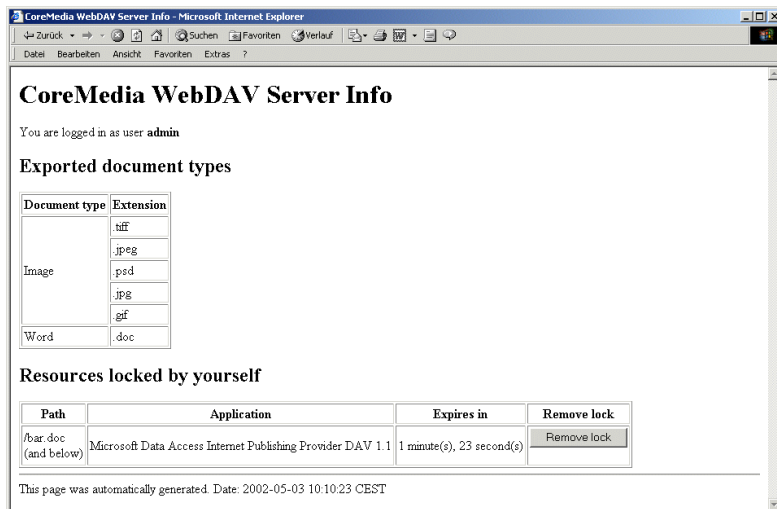 CoreMedia WebDAV Server Info - Microsoft Internet Explorer
Zurück Suchen Favoriten Verlauf
Datei Bearbeiten Ansicht Favoriten Extras ?
CoreMedia WebDAV Server Info
You are logged in as user admin
Exported document types
Document type Extension
.tiff
.jpeg
Image .psd
.jpg
.gif
Word .doc
Resources locked by yourself
Path Application Expires in Remove lock
/bar.doc
(and below) Microsoft Data Access Internet Publishing Provider DAV 1.1 1 minute(s), 23 second(s) Remove lock
This page was automatically generated. Date: 2002-05-03 10:10:23 CEST